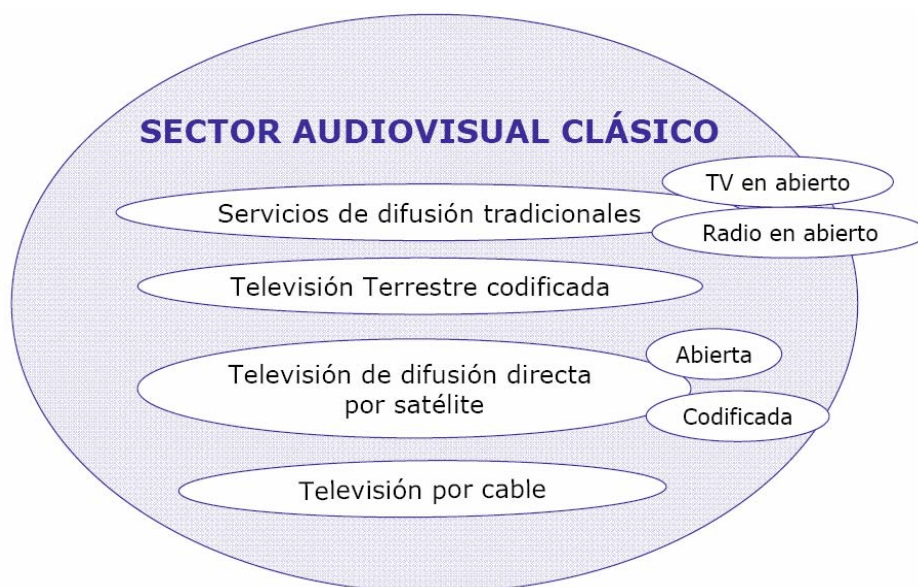 SECTOR AUDIOVISUAL CLÁSICO
TV en abierto
Servicios de difusión tradicionales
Radio en abierto
Televisión Terrestre codificada
Abierta
Televisión de difusión directa
por satélite
Codificada
Televisión por cable